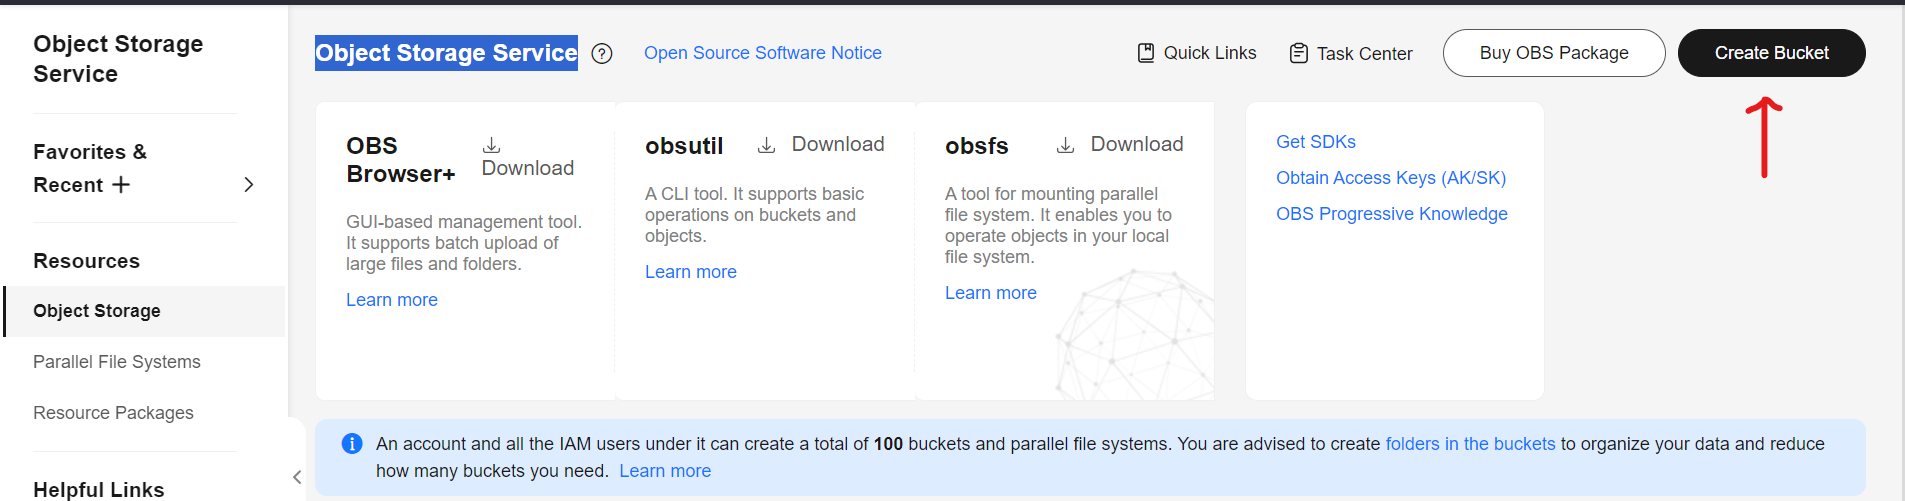 Object Storage
Service
Favorites &
Recent
Resources
Object Storage
Parallel File Systems
Resource Packages
Helpful Links
Object Storage Service
Open Source Software Notice
Quick Links
Task Center
Buy OBS Package
Create Bucket
OBS
Browser+
Download
GUI-based management tool.
It supports batch upload of
large files and folders.
Learn more
obsutil
Download
A CLI tool. It supports basic
operations on buckets and
objects.
Learn more
obsfs
Download
A tool for mounting parallel
file system. It enables you to
operate objects in your local
file system.
Learn more
Get SDKs
Obtain Access Keys (AK/SK)
OBS Progressive Knowledge
An account and all the IAM users under it can create a total of 100 buckets and parallel file systems. You are advised to create folders in the buckets to organize your data and reduce
how many buckets you need. Learn more